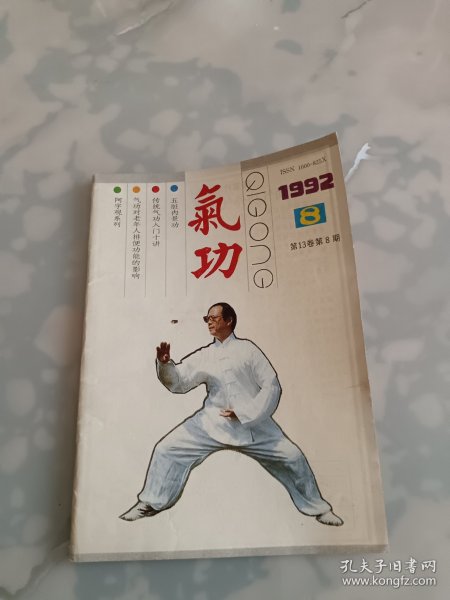 ISSN 1000-825X
1992
8
第13卷第8期
QIGONG
氣功
五脏内景功
传统气功入门十讲
气功对老年人排便功能的影响
阿字观系列
孔夫子旧书网
www.kongfz.com